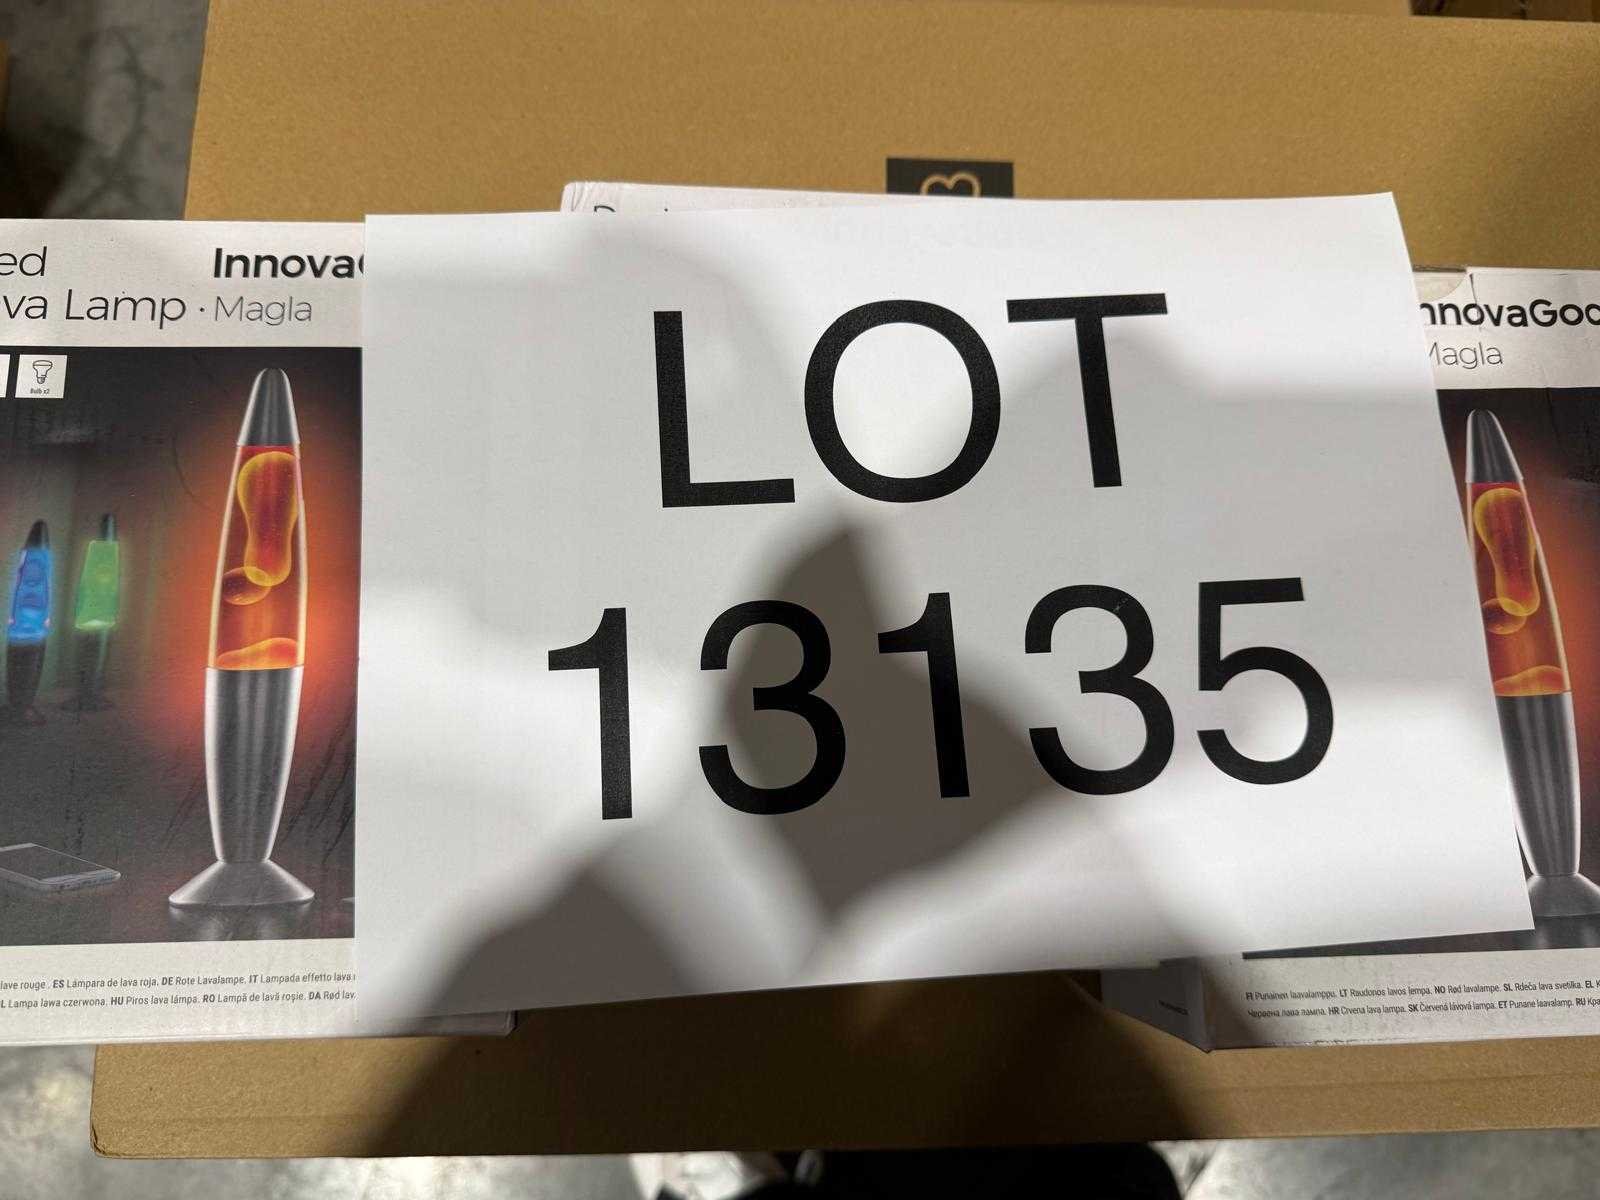 ed
InnovaG
va Lamp · Magla
Bulb x2
LOT
13135
nnovaGoo
Magla
lave rouge . ES Lámpara de lava roja. DE Rote Lavalampe. IT Lampada effetto lava
L Lampa lawa czerwona. HU Piros lava lámpa. RO Lampă de lavă roșie. DA Rød lav
FI Punainen laavalamppu. LT Raudonos lavos lempa. NO Rød lavalampe. SL Rdeča lava svetilka. EL
Червена лава лампа. HR Crvena lava lampa. SK Červená lávová lampa. ET Punane laavalamp. RU Кра